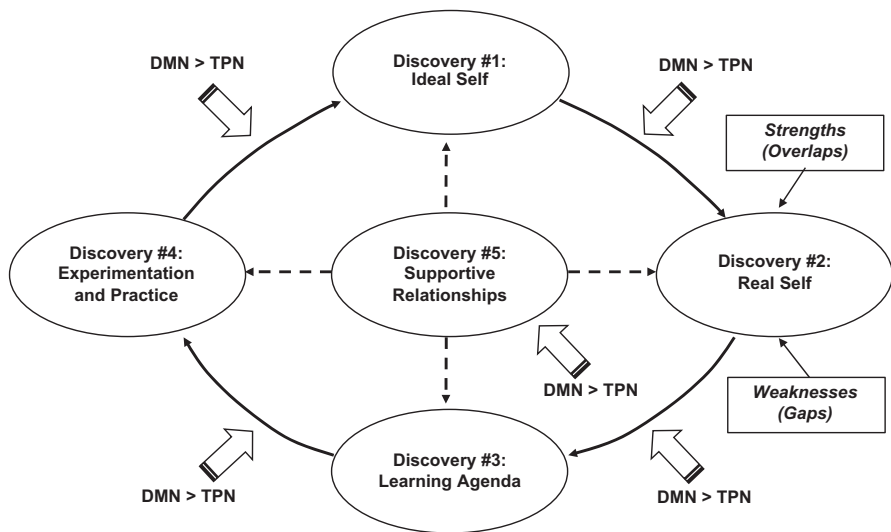 Discovery #1:
Ideal Self
DMN > TPN
DMN > TPN
Strengths
(Overlaps)
Discovery #4:
Experimentation
and Practice
Discovery #5:
Supportive
Relationships
Discovery #2:
Real Self
DMN > TPN
Weaknesses
(Gaps)
Discovery #3:
Learning Agenda
DMN > TPN
DMN > TPN